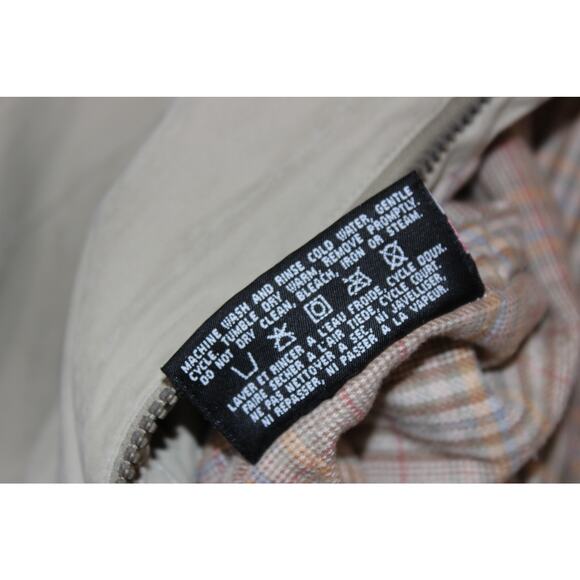 MACHINE WASH AND RINSE COLD WATER, GENTLE
CYCLE. TUMBLE DRY WARM, REMOVE PROMPTLY.
DO NOT DRY CLEAN, BLEACH, IRON OR STEAM.
LAVER ET RINCER A L'EAU FROIDE, CYCLE DOUX.
FAIRE SECHER A L'AIR TIEDE, CYCLE COURT.
NE PAS NETTOYER A SEC, NI JAVELLISER,
NI REPASSER, NI PASSER A LA VAPEUR.